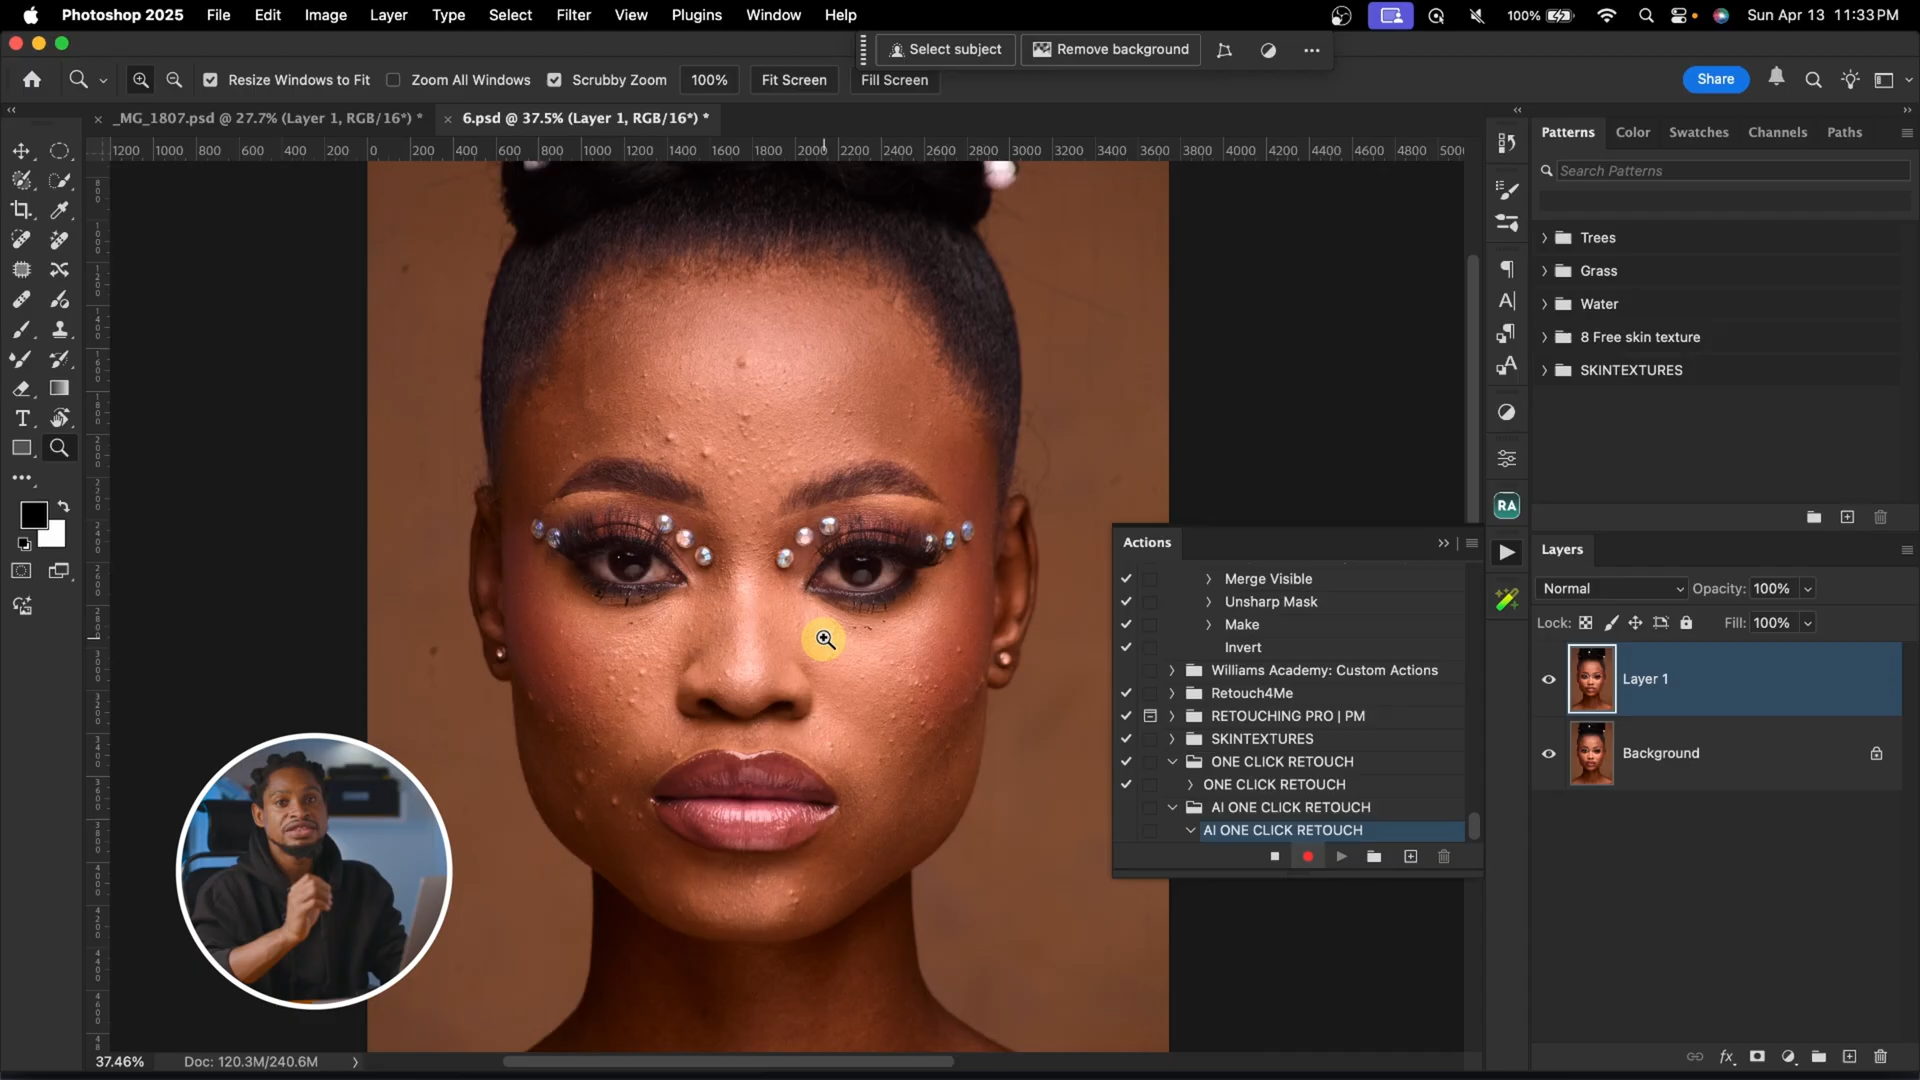 Photoshop 2025 File Edit Image Layer Type Select Filter View Plugins Window Help 100% Sun Apr 13 11:33 PM
Select subject Remove background
Resize Windows to Fit Zoom All Windows Scrubby Zoom 100% Fit Screen Fill Screen Share
_MG_1807.psd @ 27.7% (Layer 1, RGB/16*) * 6.psd @ 37.5% (Layer 1, RGB/16*) *
1200 1000 800 600 400 200 0 200 400 600 800 1000 1200 1400 1600 1800 2000 2200 2400 2600 2800 3000 3200 3400 3600 3800 4000 4200 4400 4600 4800
Patterns Color Swatches Channels Paths
Search Patterns
Trees
Grass
Water
8 Free skin texture
SKINTEXTURES
RA
Actions
Merge Visible
Unsharp Mask
Make
Invert
Williams Academy: Custom Actions
Retouch4Me
RETOUCHING PRO | PM
SKINTEXTURES
ONE CLICK RETOUCH
ONE CLICK RETOUCH
AI ONE CLICK RETOUCH
AI ONE CLICK RETOUCH
Layers
Normal Opacity: 100%
Lock: Fill: 100%
Layer 1
Background
37.46% Doc: 120.3M/240.6M